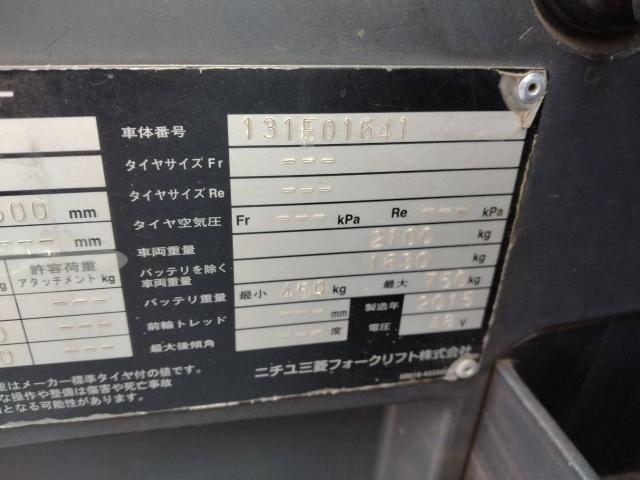 車体番号 131E01641
タイヤサイズ Fr ---
タイヤサイズ Re ---
タイヤ空気圧 Fr --- kPa Re --- kPa
車両重量 2100 kg
バッテリを除く車両重量 1630 kg
バッテリ重量 最小 450 kg 最大 750 kg
前輪トレッド --- mm 製造年 2015
最大後傾角 --- 度 電圧 48 V
ニチユ三菱フォークリフト株式会社
500 mm
--- mm
許容荷重
アタッチメント kg
---
---
---
重はメーカー標準タイヤ付の値です。
な操作や整備は傷害や死亡事故
因となる可能性があります。